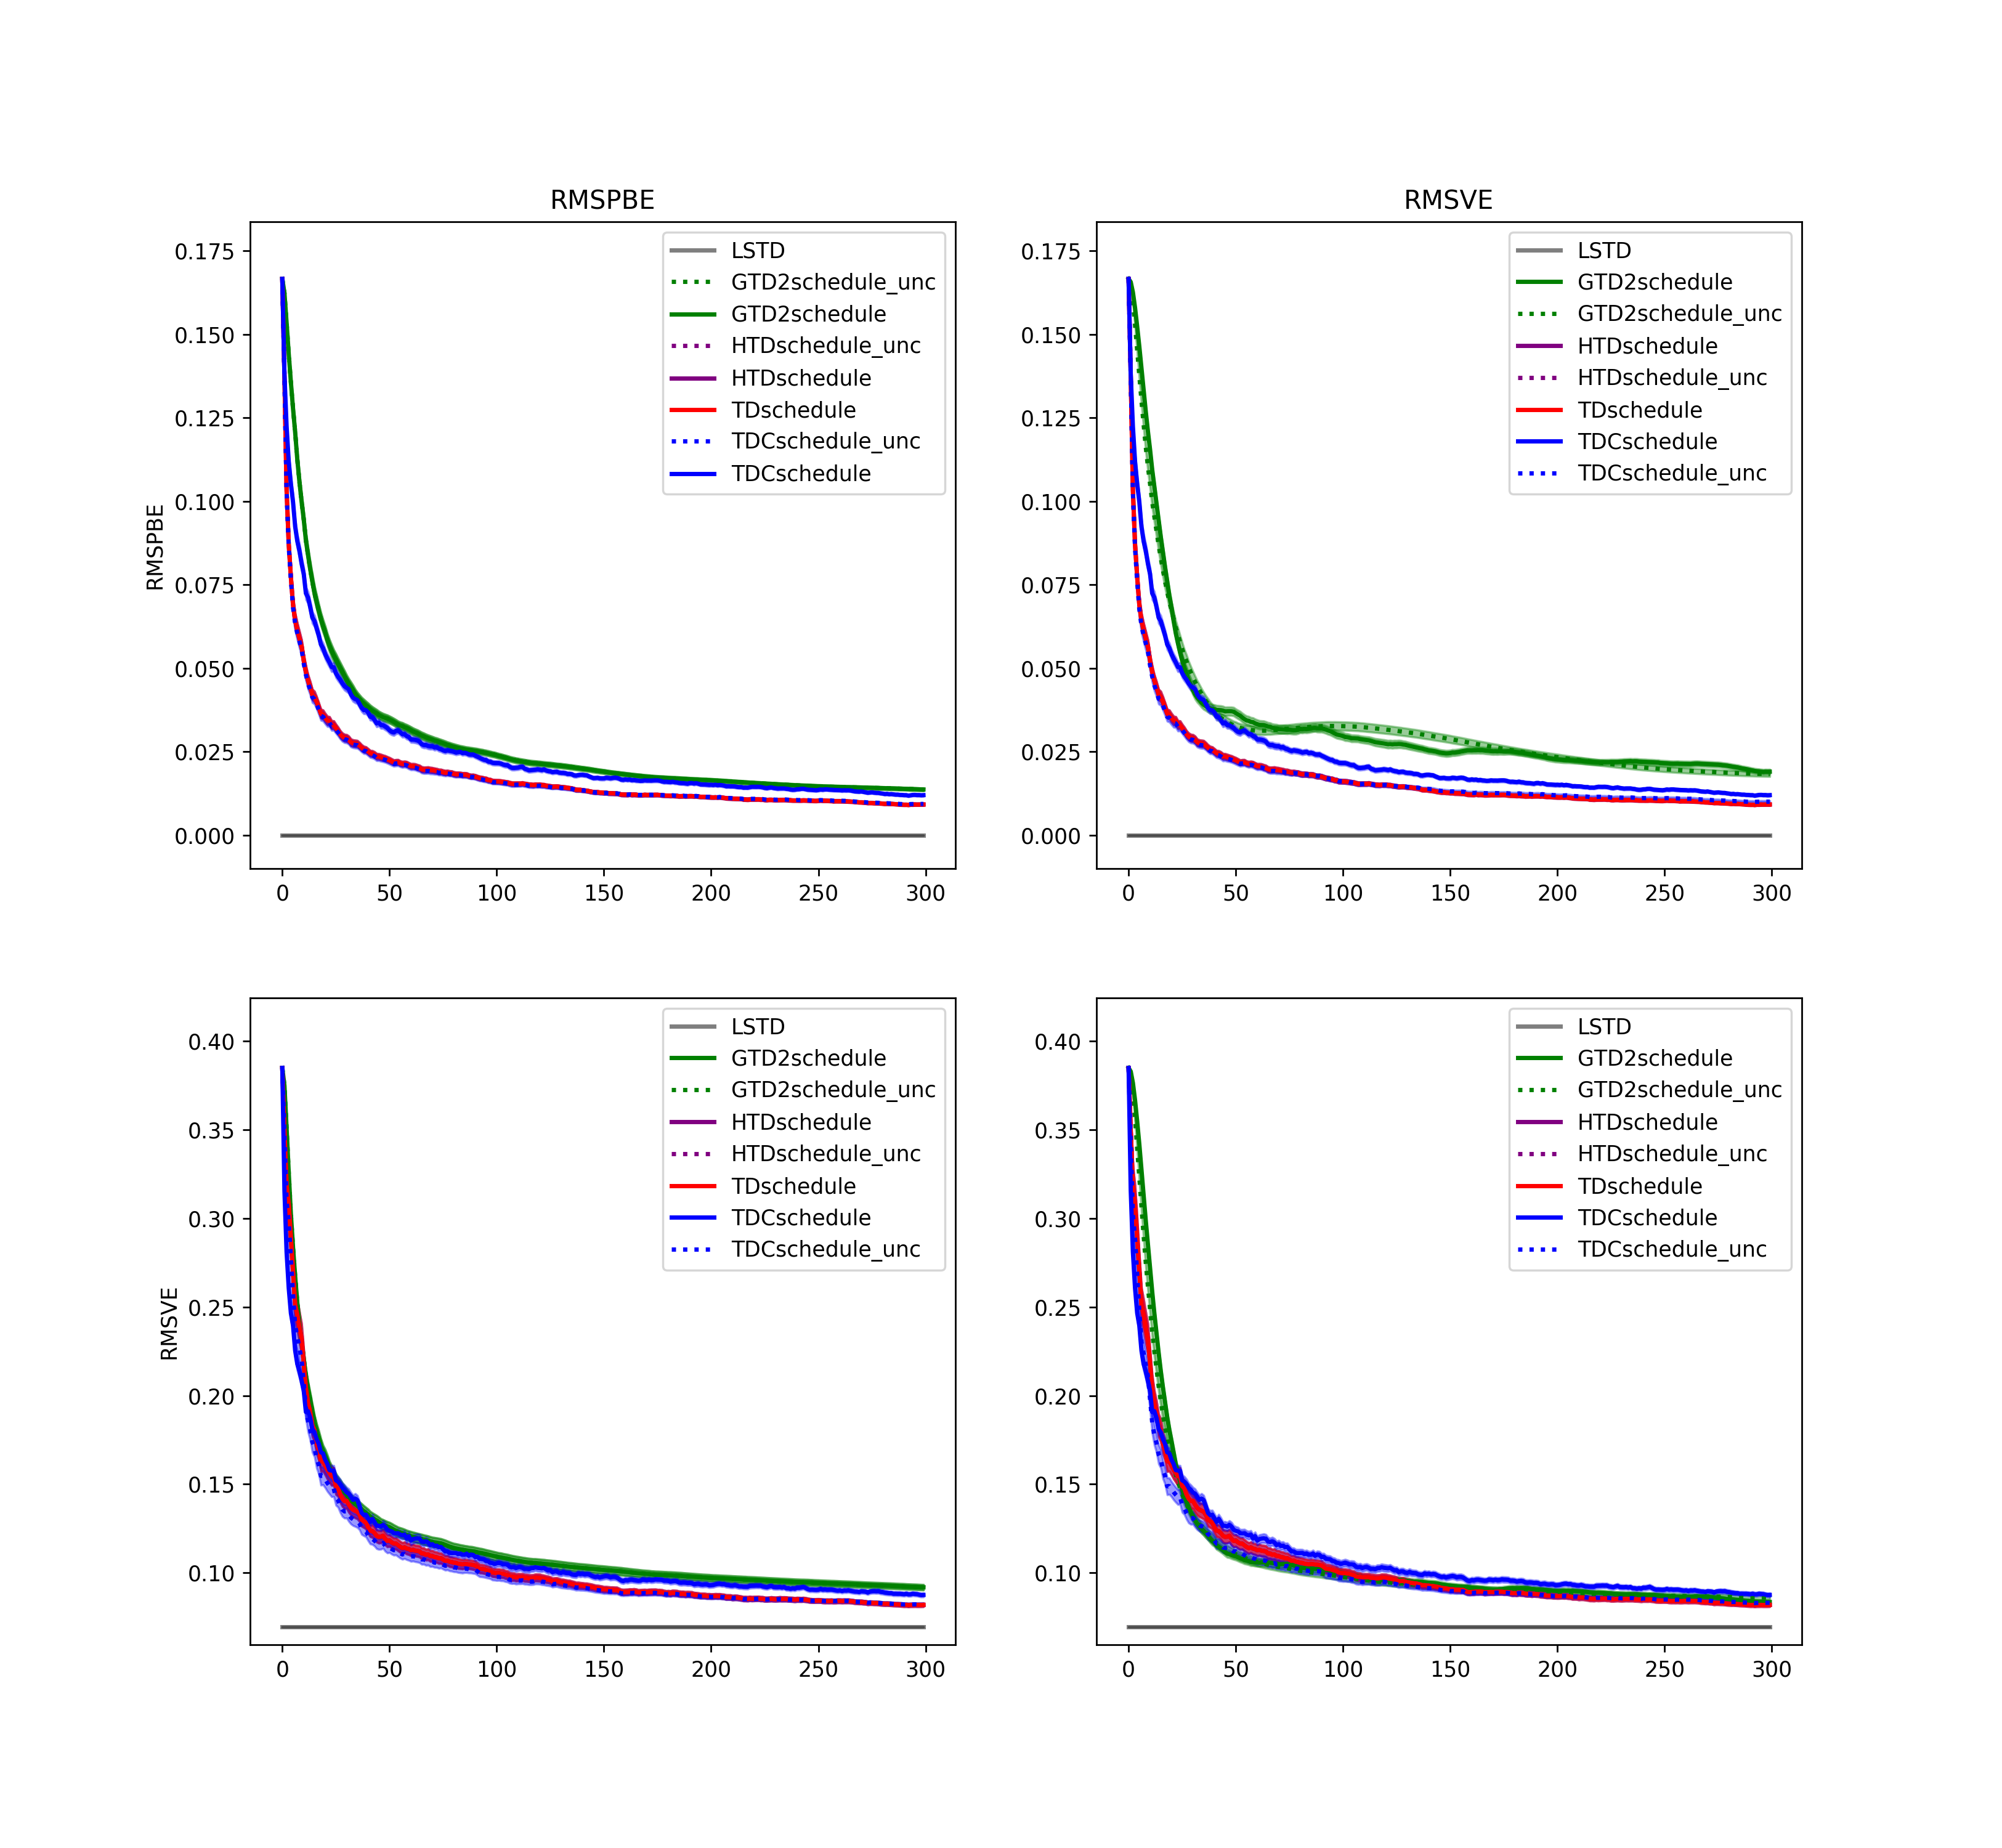 RMSPBE
RMSVE
RMSPBE
0.175
0.150
0.125
0.100
0.075
0.050
0.025
0.000
0 50 100 150 200 250 300
LSTD
GTD2schedule_unc
GTD2schedule
HTDschedule_unc
HTDschedule
TDschedule
TDCschedule_unc
TDCschedule
0.175
0.150
0.125
0.100
0.075
0.050
0.025
0.000
0 50 100 150 200 250 300
LSTD
GTD2schedule
GTD2schedule_unc
HTDschedule
HTDschedule_unc
TDschedule
TDCschedule
TDCschedule_unc
RMSVE
0.40
0.35
0.30
0.25
0.20
0.15
0.10
0 50 100 150 200 250 300
LSTD
GTD2schedule
GTD2schedule_unc
HTDschedule
HTDschedule_unc
TDschedule
TDCschedule
TDCschedule_unc
0.40
0.35
0.30
0.25
0.20
0.15
0.10
0 50 100 150 200 250 300
LSTD
GTD2schedule
GTD2schedule_unc
HTDschedule
HTDschedule_unc
TDschedule
TDCschedule
TDCschedule_unc